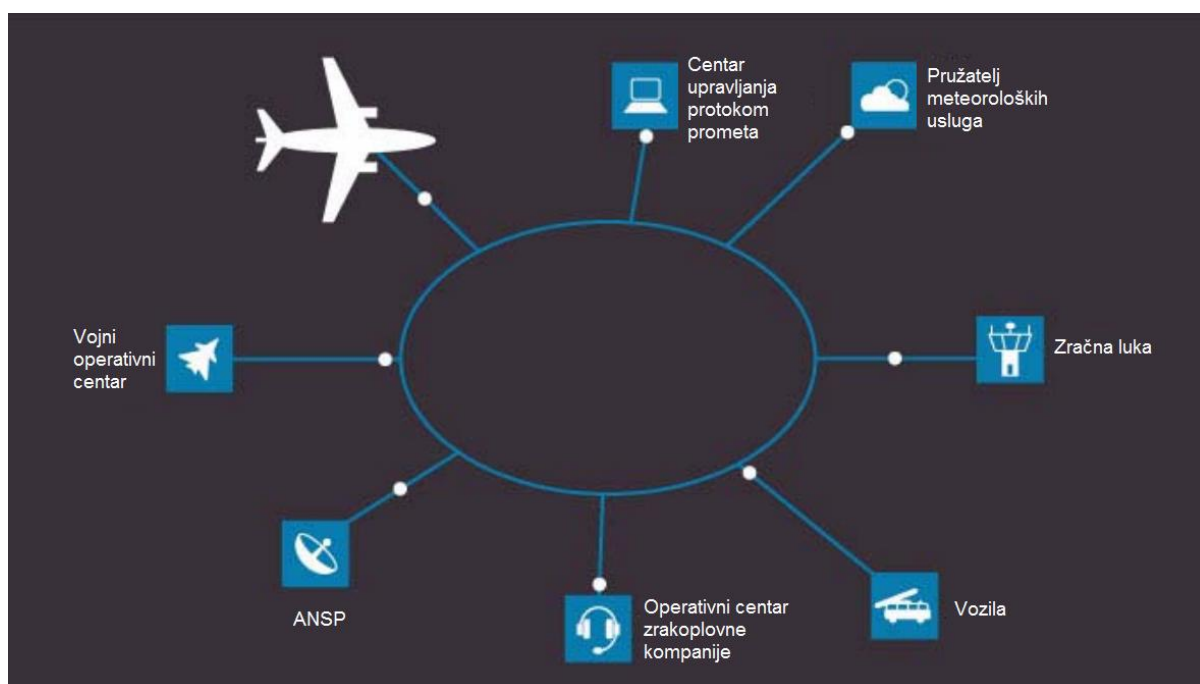 Centar
upravljanja
protokom
prometa
Pružatelj
meteoroloških
usluga
Vojni
operativni
centar
Zračna luka
ANSP
Operativni centar
zrakoplovne
kompanije
Vozila